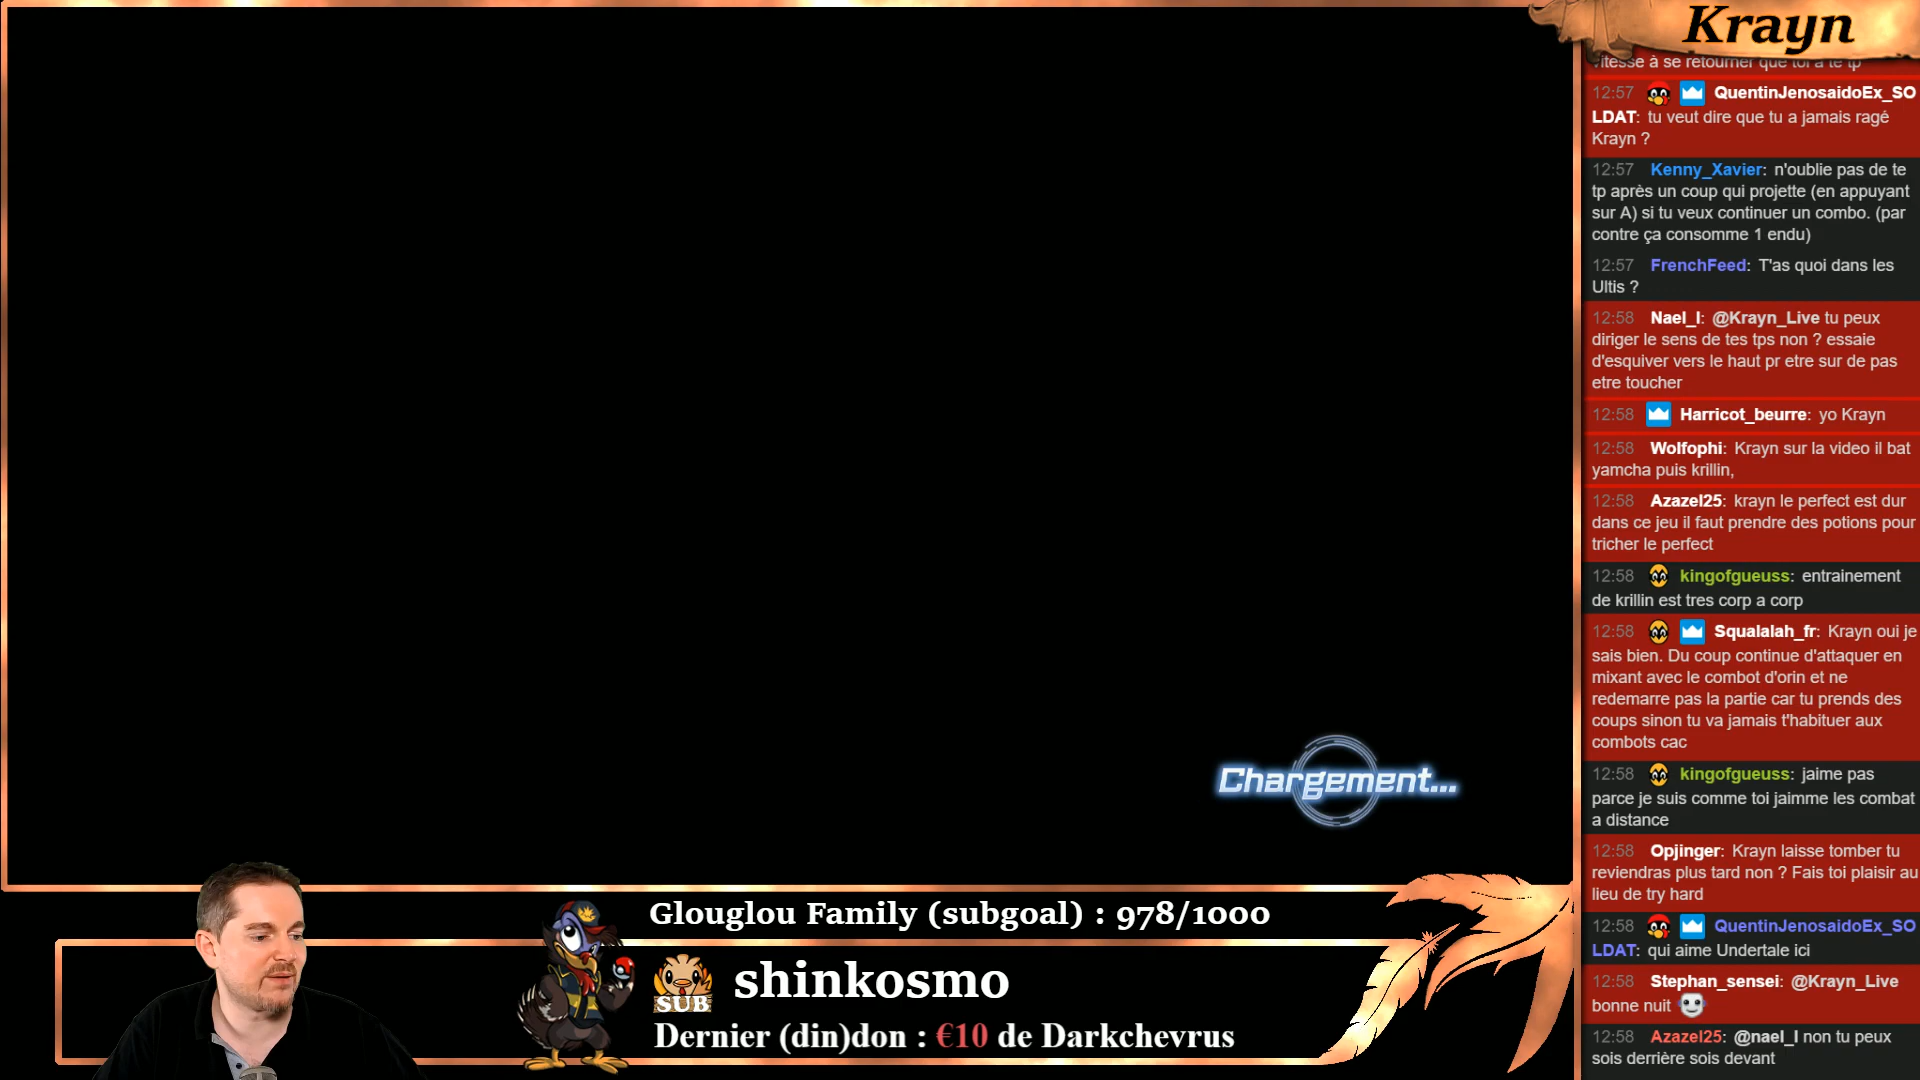 Krayn
vitesse à se retourner que toi à te tp
12:57 QuentinJenosaidoEx_SO
LDAT: tu veut dire que tu a jamais ragé
Krayn ?
12:57 Kenny_Xavier: n'oublie pas de te
tp après un coup qui projette (en appuyant
sur A) si tu veux continuer un combo. (par
contre ça consomme 1 endu)
12:57 FrenchFeed: T'as quoi dans les
Ultis ?
12:58 Nael_I: @Krayn_Live tu peux
diriger le sens de tes tps non ? essaie
d'esquiver vers le haut pr etre sur de pas
etre toucher
12:58 Harricot_beurre: yo Krayn
12:58 Wolfophi: Krayn sur la video il bat
yamcha puis krillin,
12:58 Azazel25: krayn le perfect est dur
dans ce jeu il faut prendre des potions pour
tricher le perfect
12:58 kingofgueuss: entrainement
de krillin est tres corp a corp
12:58 Squalalah_fr: Krayn oui je
sais bien. Du coup continue d'attaquer en
mixant avec le combot d'orin et ne
redemarre pas la partie car tu prends des
coups sinon tu va jamais t'habituer aux
combots cac
12:58 kingofgueuss: jaime pas
parce je suis comme toi jaimme les combat
a distance
12:58 Opjinger: Krayn laisse tomber tu
reviendras plus tard non ? Fais toi plaisir au
lieu de try hard
12:58 QuentinJenosaidoEx_SO
LDAT: qui aime Undertale ici
12:58 Stephan_sensei: @Krayn_Live
bonne nuit
12:58 Azazel25: @nael_I non tu peux
sois derrière sois devant
Chargement...
Glouglou Family (subgoal) : 978/1000
SUB shinkosmo
Dernier (din)don : €10 de Darkchevrus